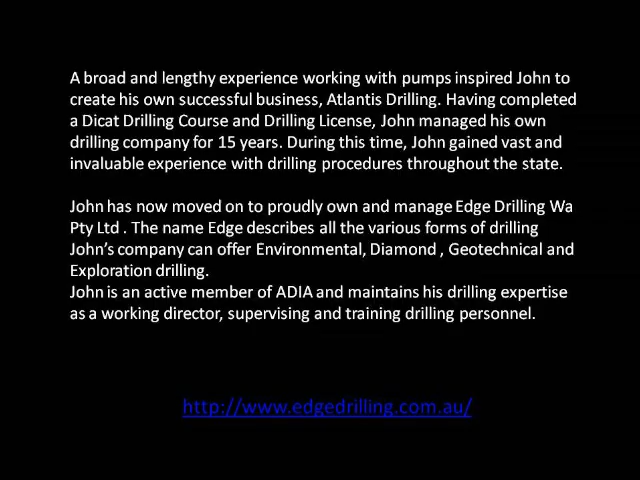 A broad and lengthy experience working with pumps inspired John to
create his own successful business, Atlantis Drilling. Having completed
a Dicat Drilling Course and Drilling License, John managed his own
drilling company for 15 years. During this time, John gained vast and
invaluable experience with drilling procedures throughout the state.
John has now moved on to proudly own and manage Edge Drilling Wa
Pty Ltd . The name Edge describes all the various forms of drilling
John’s company can offer Environmental, Diamond , Geotechnical and
Exploration drilling.
John is an active member of ADIA and maintains his drilling expertise
as a working director, supervising and training drilling personnel.
http://www.edgedrilling.com.au/